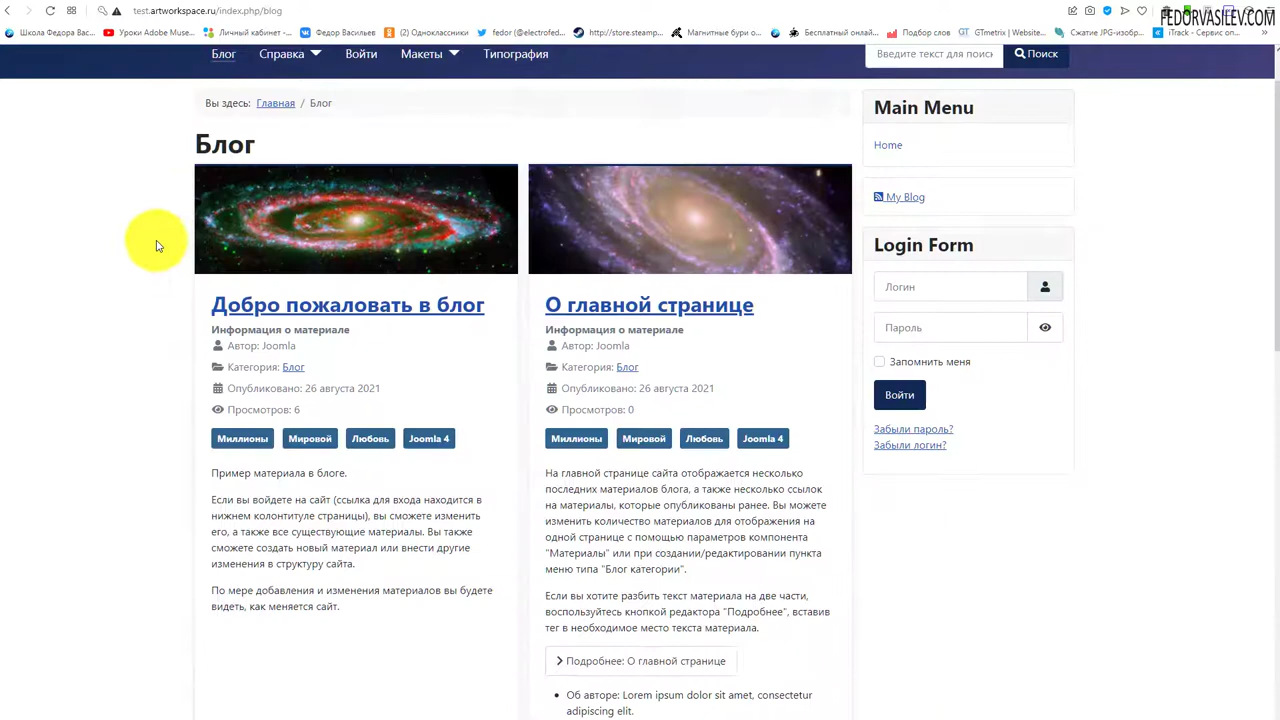 test.artworkspace.ru/index.php/blog
FEDORVASILEV.COM
Школа Федора Вас...
Уроки Adobe Muse...
Личный кабинет -...
Федор Васильев
(2) Одноклассники
fedor (@electrofed...
http://store.steamp...
Магнитные бури о...
Бесплатный онлайн...
Подбор слов
GTmetrix | Website...
Сжатие JPG-изобр...
iTrack - Сервис оп...
Блог
Справка
Войти
Макеты
Типография
Введите текст для поиск
Поиск
Вы здесь: Главная / Блог
Блог
Добро пожаловать в блог
Информация о материале
Автор: Joomla
Категория: Блог
Опубликовано: 26 августа 2021
Просмотров: 6
Миллионы
Мировой
Любовь
Joomla 4
Пример материала в блоге.
Если вы войдете на сайт (ссылка для входа находится в
нижнем колонтитуле страницы), вы сможете изменить
его, а также все существующие материалы. Вы также
сможете создать новый материал или внести другие
изменения в структуру сайта.
По мере добавления и изменения материалов вы будете
видеть, как меняется сайт.
О главной странице
Информация о материале
Автор: Joomla
Категория: Блог
Опубликовано: 26 августа 2021
Просмотров: 0
Миллионы
Мировой
Любовь
Joomla 4
На главной странице сайта отображается несколько
последних материалов блога, а также несколько ссылок
на материалы, которые опубликованы ранее. Вы можете
изменить количество материалов для отображения на
одной странице с помощью параметров компонента
"Материалы" или при создании/редактировании пункта
меню типа "Блог категории".
Если вы хотите разбить текст материала на две части,
воспользуйтесь кнопкой редактора "Подробнее", вставив
тег в необходимое место текста материала.
Подробнее: О главной странице
Об авторе: Lorem ipsum dolor sit amet, consectetur
adipiscing elit.
Main Menu
Home
My Blog
Login Form
Логин
Пароль
Запомнить меня
Войти
Забыли пароль?
Забыли логин?